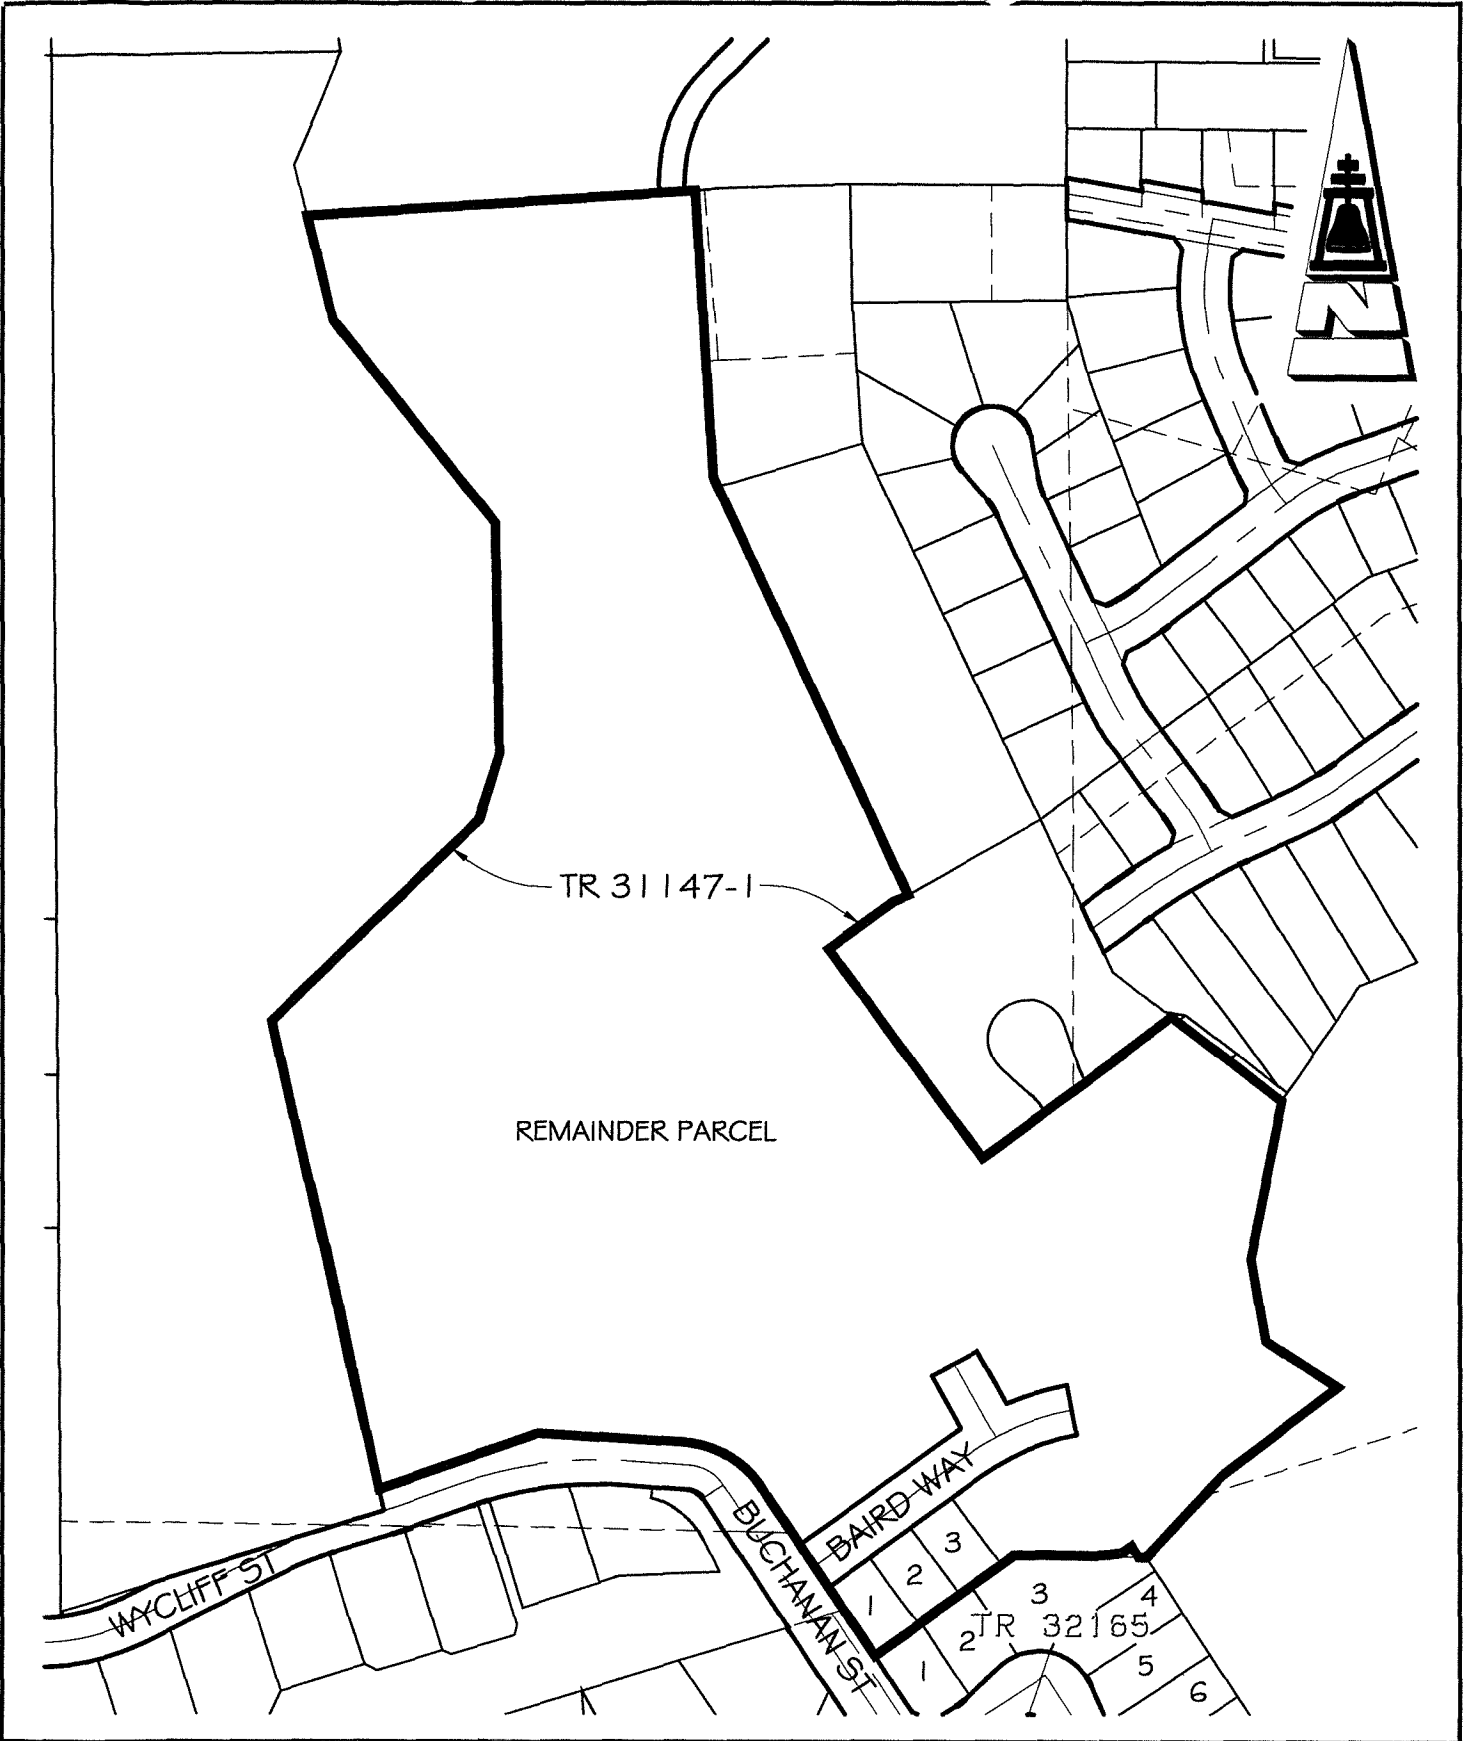 N
TR 31147-1
REMAINDER PARCEL
WYCLIFF ST
BUCHANAN ST
BAIRD WAY
1
2
3
TR 32165
1
2
3
4
5
6